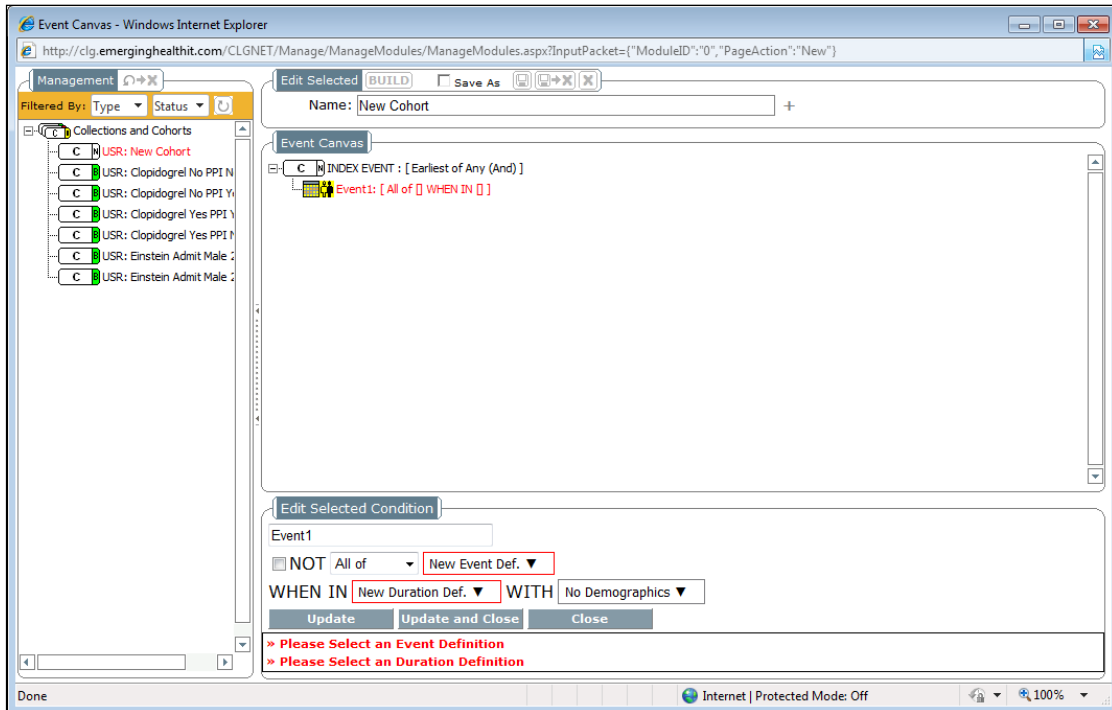 Event Canvas - Windows Internet Explorer
http://clg.emerginghealthit.com/CLGNET/Manage/ManageModules/ManageModules.aspx?InputPacket={"ModuleID":"0","PageAction":"New"}
Management
Filtered By: Type Status
Collections and Cohorts
C N USR: New Cohort
C B USR: Clopidogrel No PPI N
C B USR: Clopidogrel No PPI Y
C B USR: Clopidogrel Yes PPI Y
C B USR: Clopidogrel Yes PPI N
C B USR: Einstein Admit Male 2
C B USR: Einstein Admit Male 2
Edit Selected BUILD Save As
Name: New Cohort +
Event Canvas
C N INDEX EVENT : [ Earliest of Any (And) ]
Event1: [ All of [] WHEN IN [] ]
Edit Selected Condition
Event1
NOT All of New Event Def. ▼
WHEN IN New Duration Def. ▼ WITH No Demographics ▼
Update Update and Close Close
» Please Select an Event Definition
» Please Select an Duration Definition
Done Internet | Protected Mode: Off 100%